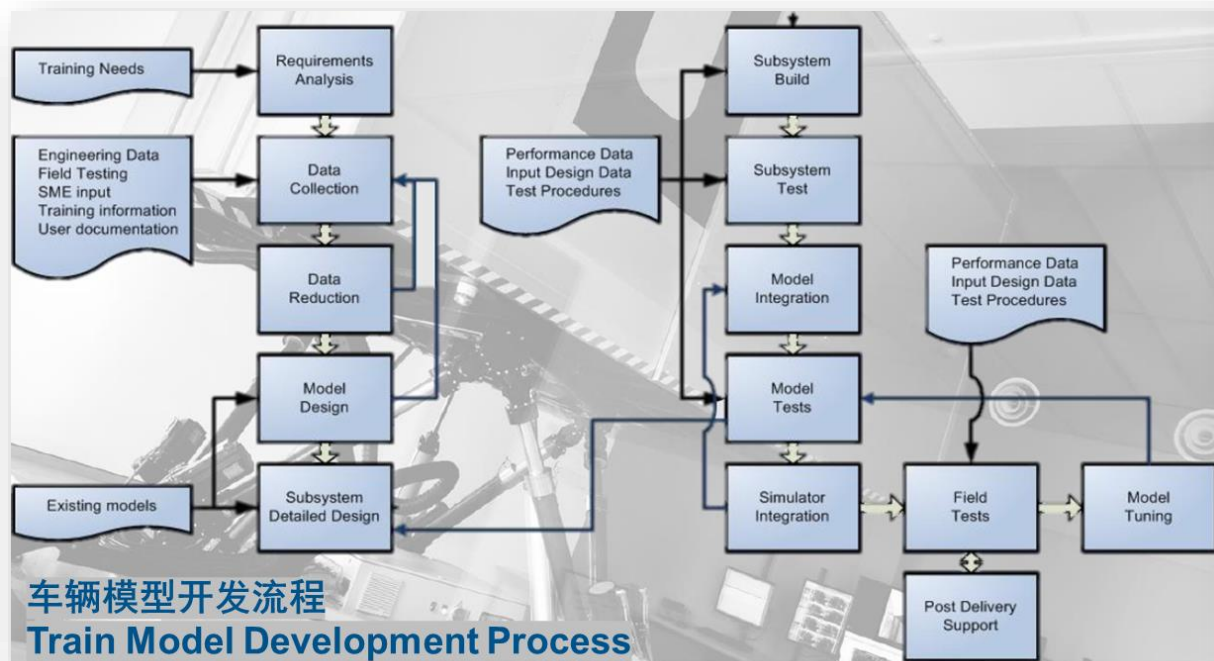 Training Needs
Requirements
Analysis
Engineering Data
Field Testing
SME input
Training information
User documentation
Data
Collection
Data
Reduction
Model
Design
Existing models
Subsystem
Detailed Design
Subsystem
Build
Performance Data
Input Design Data
Test Procedures
Subsystem
Test
Model
Integration
Performance Data
Input Design Data
Test Procedures
Model
Tests
Simulator
Integration
Field
Tests
Model
Tuning
Post Delivery
Support
车辆模型开发流程
Train Model Development Process